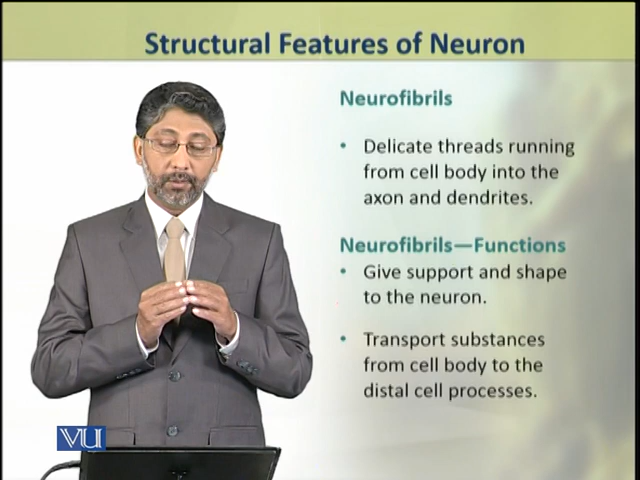 Structural Features of Neuron
Neurofibrils
• Delicate threads running
from cell body into the
axon and dendrites.
Neurofibrils—Functions
• Give support and shape
to the neuron.
• Transport substances
from cell body to the
distal cell processes.
VU